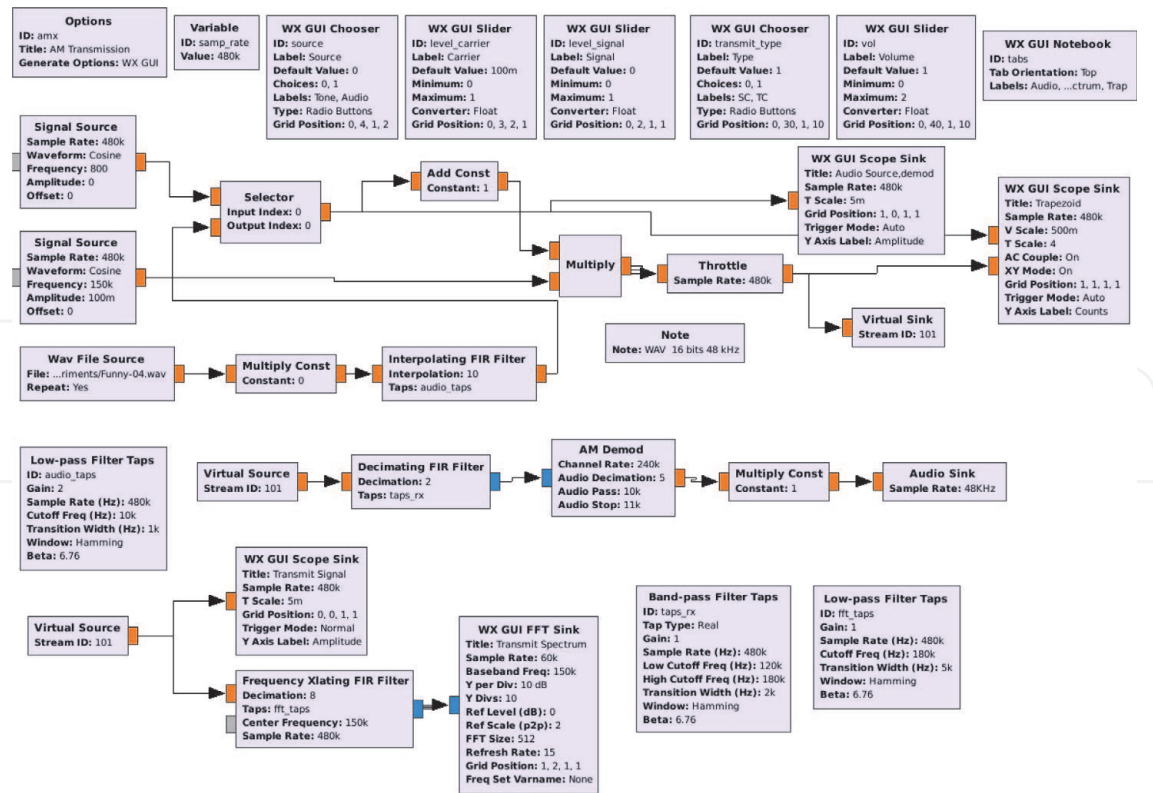 Options
ID: amx
Title: AM Transmission
Generate Options: WX GUI
Variable
ID: samp_rate
Value: 480k
WX GUI Chooser
ID: source
Label: Source
Default Value: 0
Choices: 0, 1
Labels: Tone, Audio
Type: Radio Buttons
Grid Position: 0, 4, 1, 2
WX GUI Slider
ID: level_carrier
Label: Carrier
Default Value: 100m
Minimum: 0
Maximum: 1
Converter: Float
Grid Position: 0, 3, 2, 1
WX GUI Slider
ID: level_signal
Label: Signal
Default Value: 0
Minimum: 0
Maximum: 1
Converter: Float
Grid Position: 0, 2, 1, 1
WX GUI Chooser
ID: transmit_type
Label: Type
Default Value: 1
Choices: 0, 1
Labels: SC, TC
Type: Radio Buttons
Grid Position: 0, 30, 1, 10
WX GUI Slider
ID: vol
Label: Volume
Default Value: 1
Minimum: 0
Maximum: 2
Converter: Float
Grid Position: 0, 40, 1, 10
WX GUI Notebook
ID: tabs
Tab Orientation: Top
Labels: Audio, ...ctrum, Trap
Signal Source
Sample Rate: 480k
Waveform: Cosine
Frequency: 800
Amplitude: 0
Offset: 0
Selector
Input Index: 0
Output Index: 0
Add Const
Constant: 1
WX GUI Scope Sink
Title: Audio Source,demod
Sample Rate: 480k
T Scale: 5m
Grid Position: 1, 0, 1, 1
Trigger Mode: Auto
Y Axis Label: Amplitude
WX GUI Scope Sink
Title: Trapezoid
Sample Rate: 480k
V Scale: 500m
T Scale: 4
AC Couple: On
XY Mode: On
Grid Position: 1, 1, 1, 1
Trigger Mode: Auto
Y Axis Label: Counts
Signal Source
Sample Rate: 480k
Waveform: Cosine
Frequency: 150k
Amplitude: 100m
Offset: 0
Multiply
Throttle
Sample Rate: 480k
Virtual Sink
Stream ID: 101
Note
Note: WAV 16 bits 48 kHz
Wav File Source
File: ...riments/Funny-04.wav
Repeat: Yes
Multiply Const
Constant: 0
Interpolating FIR Filter
Interpolation: 10
Taps: audio_taps
Low-pass Filter Taps
ID: audio_taps
Gain: 2
Sample Rate (Hz): 480k
Cutoff Freq (Hz): 10k
Transition Width (Hz): 1k
Window: Hamming
Beta: 6.76
Virtual Source
Stream ID: 101
Decimating FIR Filter
Decimation: 2
Taps: taps_rx
AM Demod
Channel Rate: 240k
Audio Decimation: 5
Audio Pass: 10k
Audio Stop: 11k
Multiply Const
Constant: 1
Audio Sink
Sample Rate: 48KHz
Virtual Source
Stream ID: 101
WX GUI Scope Sink
Title: Transmit Signal
Sample Rate: 480k
T Scale: 5m
Grid Position: 0, 0, 1, 1
Trigger Mode: Normal
Y Axis Label: Amplitude
Frequency Xlating FIR Filter
Decimation: 8
Taps: fft_taps
Center Frequency: 150k
Sample Rate: 480k
WX GUI FFT Sink
Title: Transmit Spectrum
Sample Rate: 60k
Baseband Freq: 150k
Y per Div: 10 dB
Y Divs: 10
Ref Level (dB): 0
Ref Scale (p2p): 2
FFT Size: 512
Refresh Rate: 15
Grid Position: 1, 2, 1, 1
Freq Set Varname: None
Band-pass Filter Taps
ID: taps_rx
Tap Type: Real
Gain: 1
Sample Rate (Hz): 480k
Low Cutoff Freq (Hz): 120k
High Cutoff Freq (Hz): 180k
Transition Width (Hz): 2k
Window: Hamming
Beta: 6.76
Low-pass Filter Taps
ID: fft_taps
Gain: 1
Sample Rate (Hz): 480k
Cutoff Freq (Hz): 180k
Transition Width (Hz): 5k
Window: Hamming
Beta: 6.76